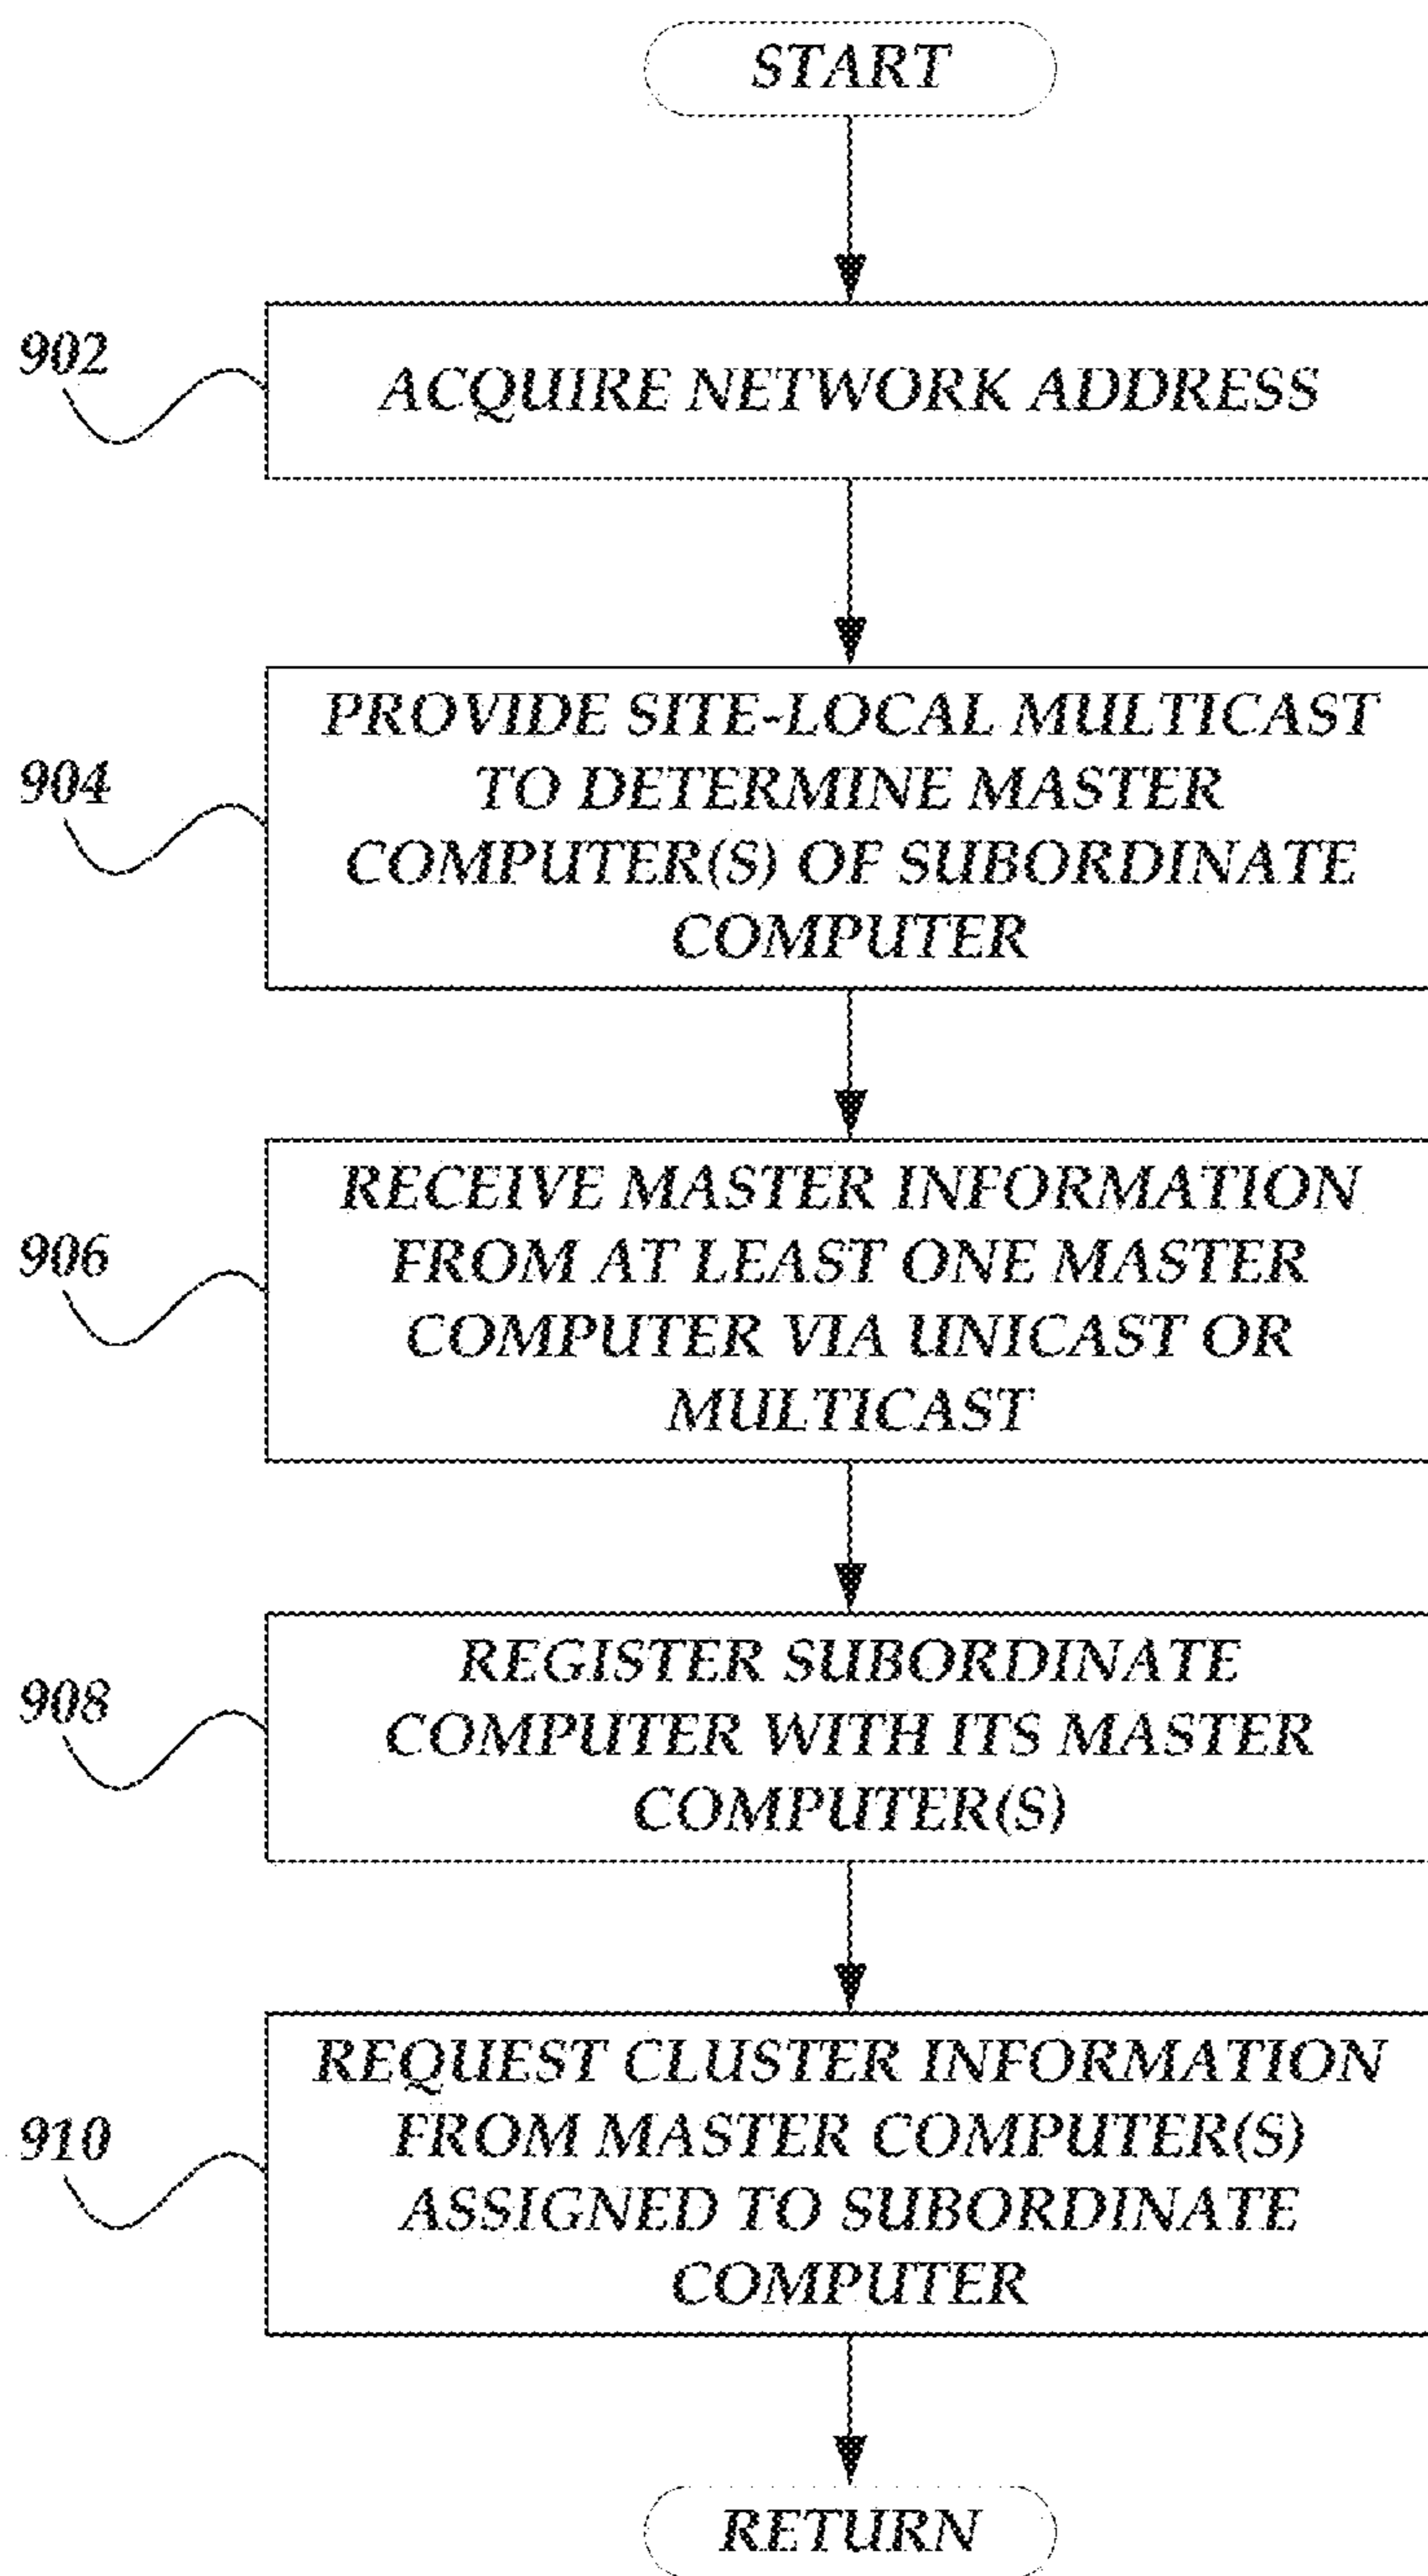 START
902
ACQUIRE NETWORK ADDRESS
904
PROVIDE SITE-LOCAL MULTICAST
TO DETERMINE MASTER
COMPUTER(S) OF SUBORDINATE
COMPUTER
906
RECEIVE MASTER INFORMATION
FROM AT LEAST ONE MASTER
COMPUTER VIA UNICAST OR
MULTICAST
908
REGISTER SUBORDINATE
COMPUTER WITH ITS MASTER
COMPUTER(S)
910
REQUEST CLUSTER INFORMATION
FROM MASTER COMPUTER(S)
ASSIGNED TO SUBORDINATE
COMPUTER
RETURN